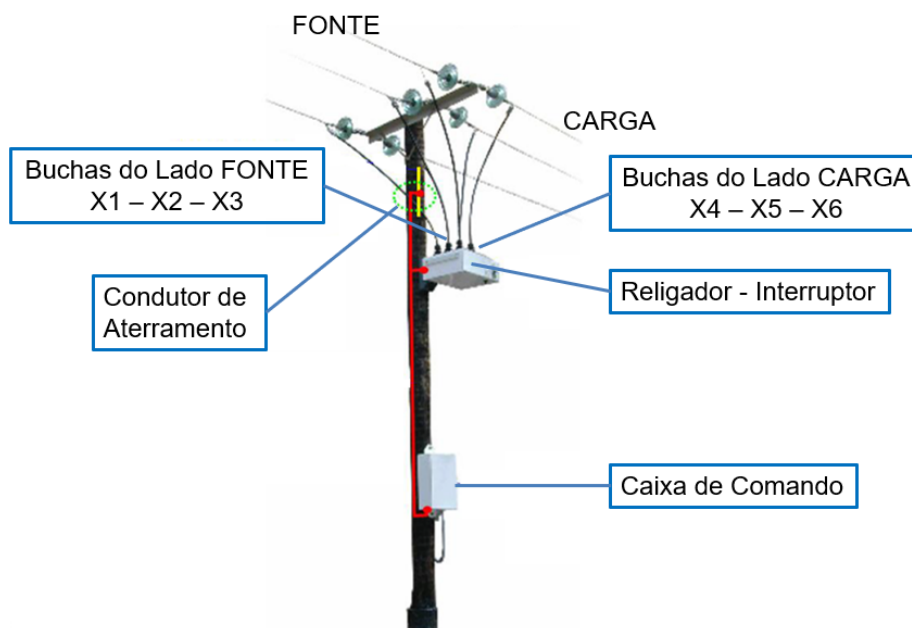 FONTE
CARGA
Buchas do Lado FONTE
X1 – X2 – X3
Buchas do Lado CARGA
X4 – X5 – X6
Condutor de
Aterramento
Religador - Interruptor
Caixa de Comando